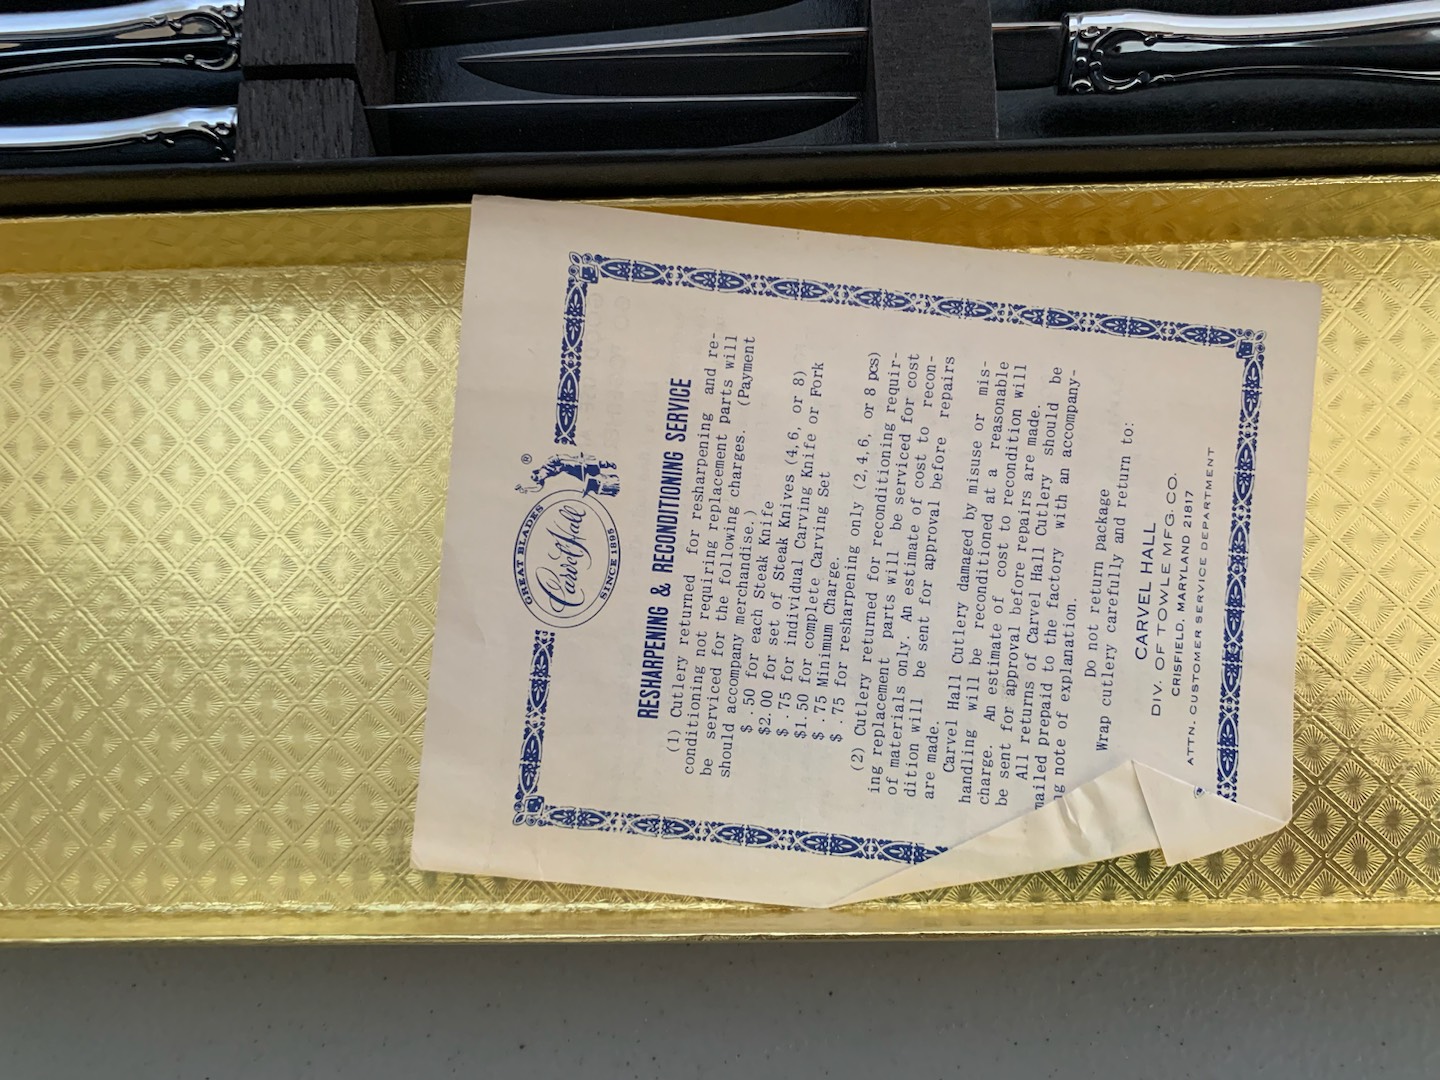 ®
GREAT BLADES
Carvel Hall
SINCE 1895
RESHARPENING & RECONDITIONING SERVICE
(1) Cutlery returned for resharpening and re-
conditioning not requiring replacement parts will
be serviced for the following charges. (Payment
should accompany merchandise.)
$ .50 for each Steak Knife
$2.00 for set of Steak Knives (4, 6, or 8)
$ .75 for individual Carving Knife or Fork
$1.50 for complete Carving Set
$ .75 Minimum Charge.
$ .75 for resharpening only (2, 4, 6, or 8 pcs)
(2) Cutlery returned for reconditioning requir-
ing replacement parts will be serviced for cost
of materials only. An estimate of cost to recon-
dition will be sent for approval before repairs
are made.
Carvel Hall Cutlery damaged by misuse or mis-
handling will be reconditioned at a reasonable
charge. An estimate of cost to recondition will
be sent for approval before repairs are made.
All returns of Carvel Hall Cutlery should be
mailed prepaid to the factory with an accompany-
ng note of explanation.
Do not return package
Wrap cutlery carefully and return to:
CARVEL HALL
DIV. OF TOWLE MFG. CO.
CRISFIELD, MARYLAND 21817
ATTN. CUSTOMER SERVICE DEPARTMENT